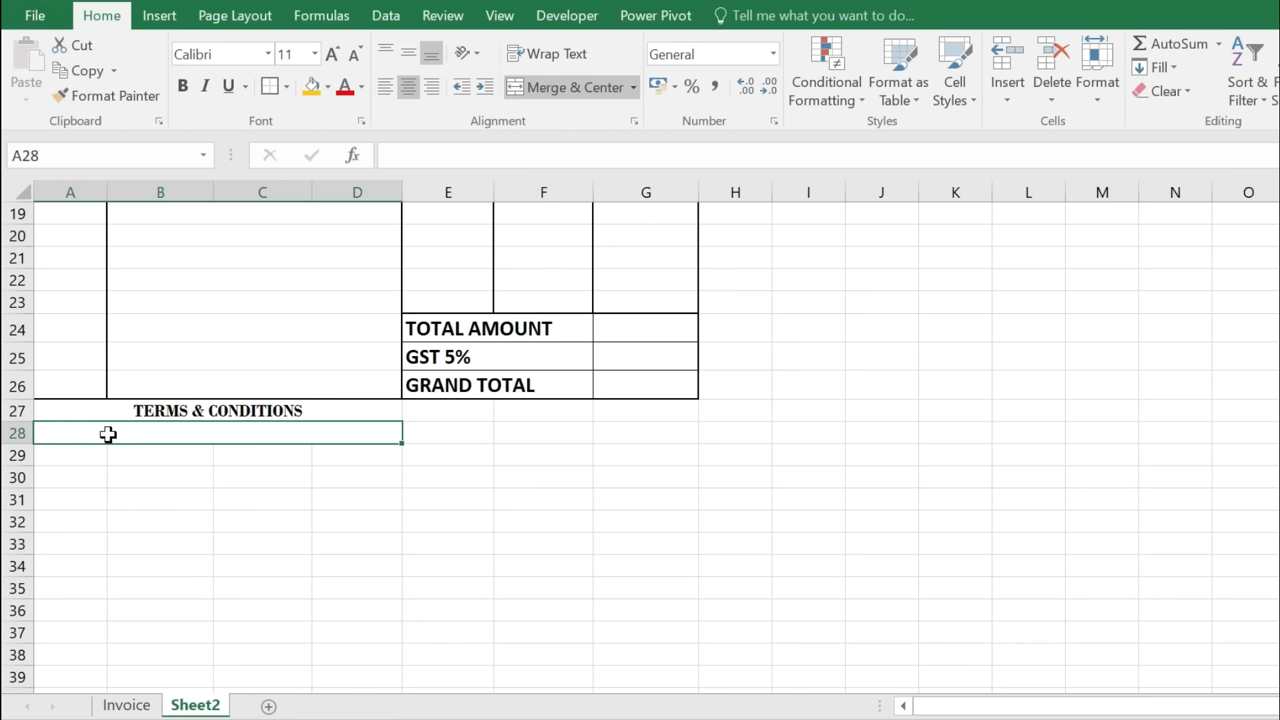 File Home Insert Page Layout Formulas Data Review View Developer Power Pivot Tell me what you want to do...
Paste
Cut
Copy
Format Painter
Clipboard
Calibri 11
B I U
Font
Wrap Text
Merge & Center
Alignment
General
%
Number
Conditional Formatting
Format as Table
Cell Styles
Styles
Insert Delete Format
Cells
AutoSum
Fill
Clear
Sort &
Filter
Editing
A28
fx
A B C D E F G H I J K L M N O
19
20
21
22
23
24 TOTAL AMOUNT
25 GST 5%
26 GRAND TOTAL
27 TERMS & CONDITIONS
28
29
30
31
32
33
34
35
36
37
38
39
Invoice Sheet2